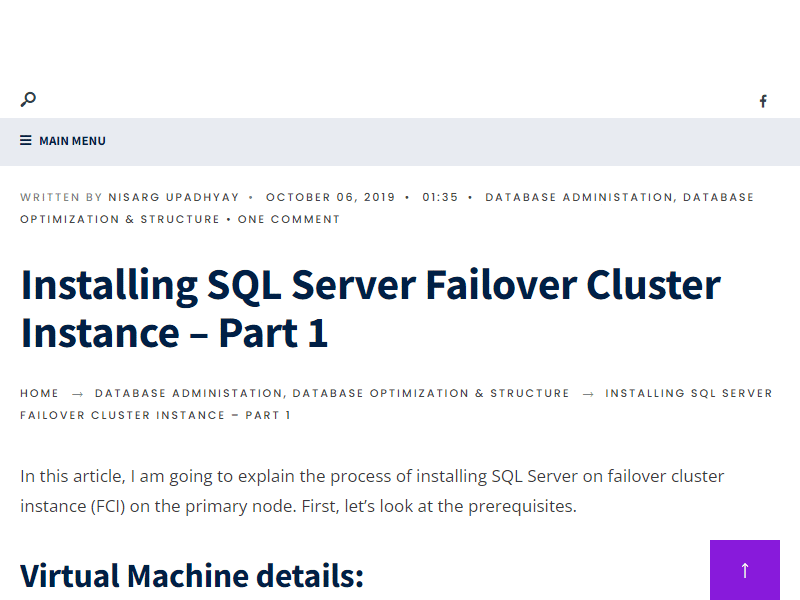 MAIN MENU
WRITTEN BY NISARG UPADHYAY • OCTOBER 06, 2019 • 01:35 • DATABASE ADMINISTATION, DATABASE
OPTIMIZATION & STRUCTURE • ONE COMMENT
Installing SQL Server Failover Cluster
Instance – Part 1
HOME → DATABASE ADMINISTATION, DATABASE OPTIMIZATION & STRUCTURE → INSTALLING SQL SERVER
FAILOVER CLUSTER INSTANCE – PART 1
In this article, I am going to explain the process of installing SQL Server on failover cluster
instance (FCI) on the primary node. First, let’s look at the prerequisites.
Virtual Machine details: